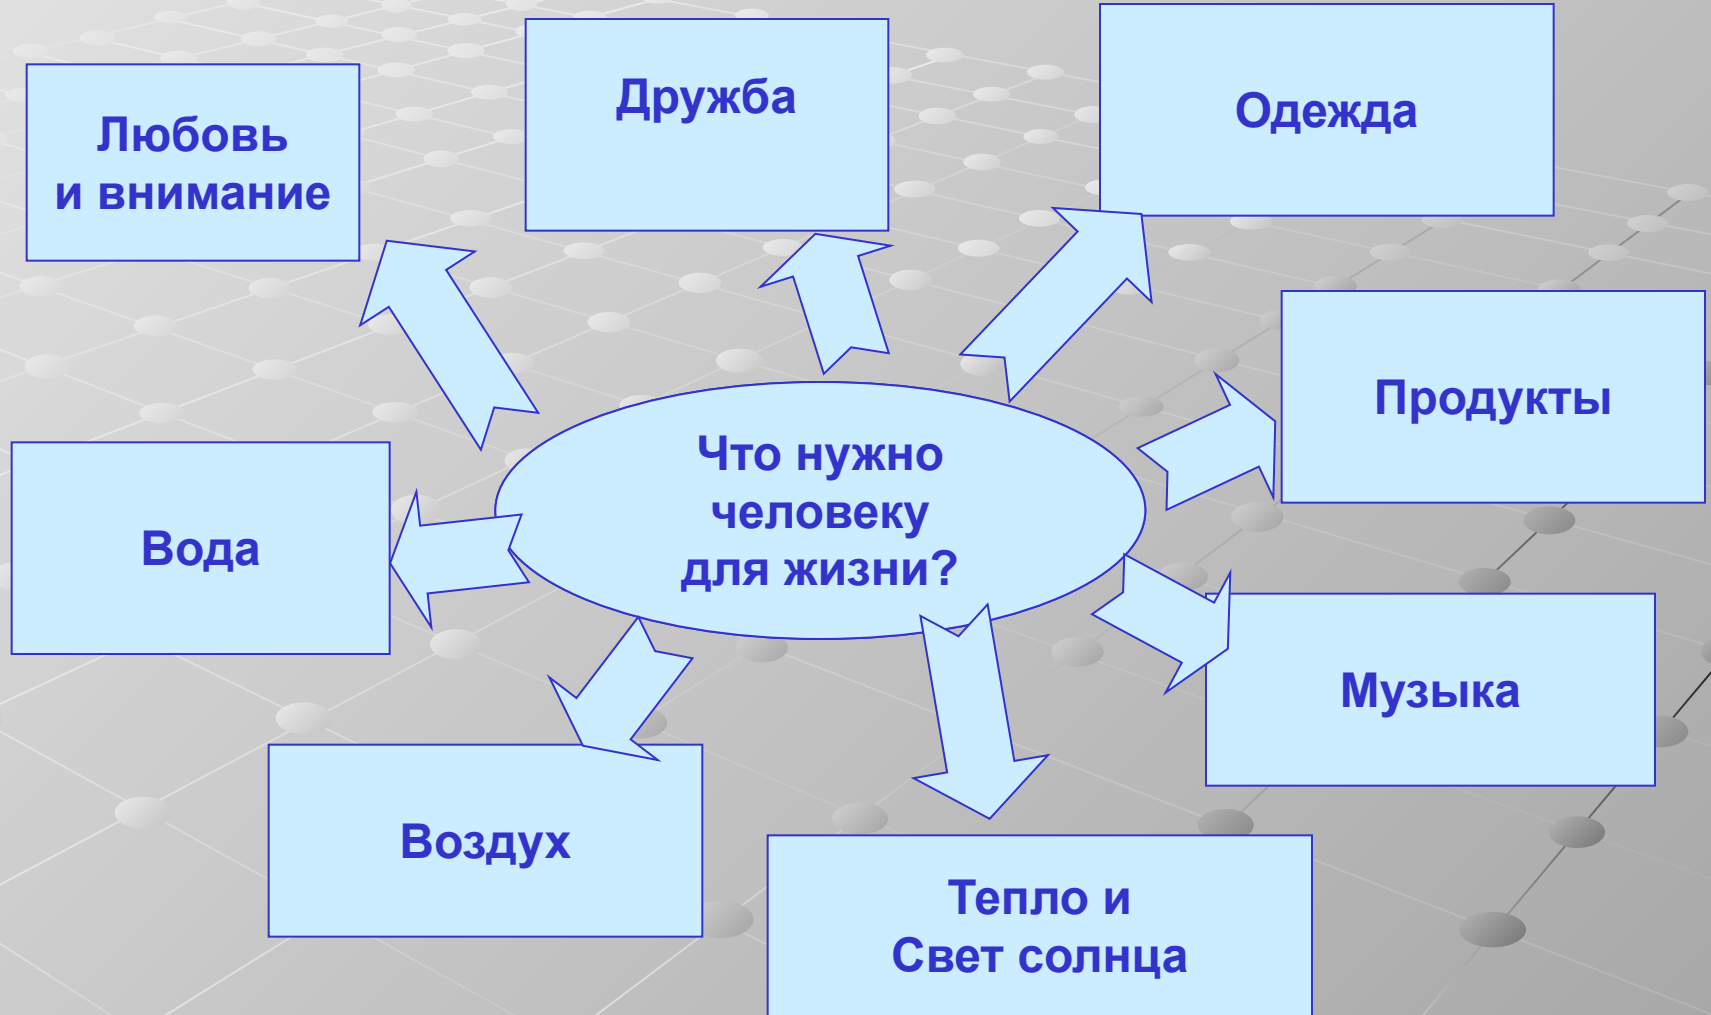 Дружба
Одежда
Любовь
и внимание
Продукты
Что нужно
человеку
для жизни?
Вода
Музыка
Воздух
Тепло и
Свет солнца